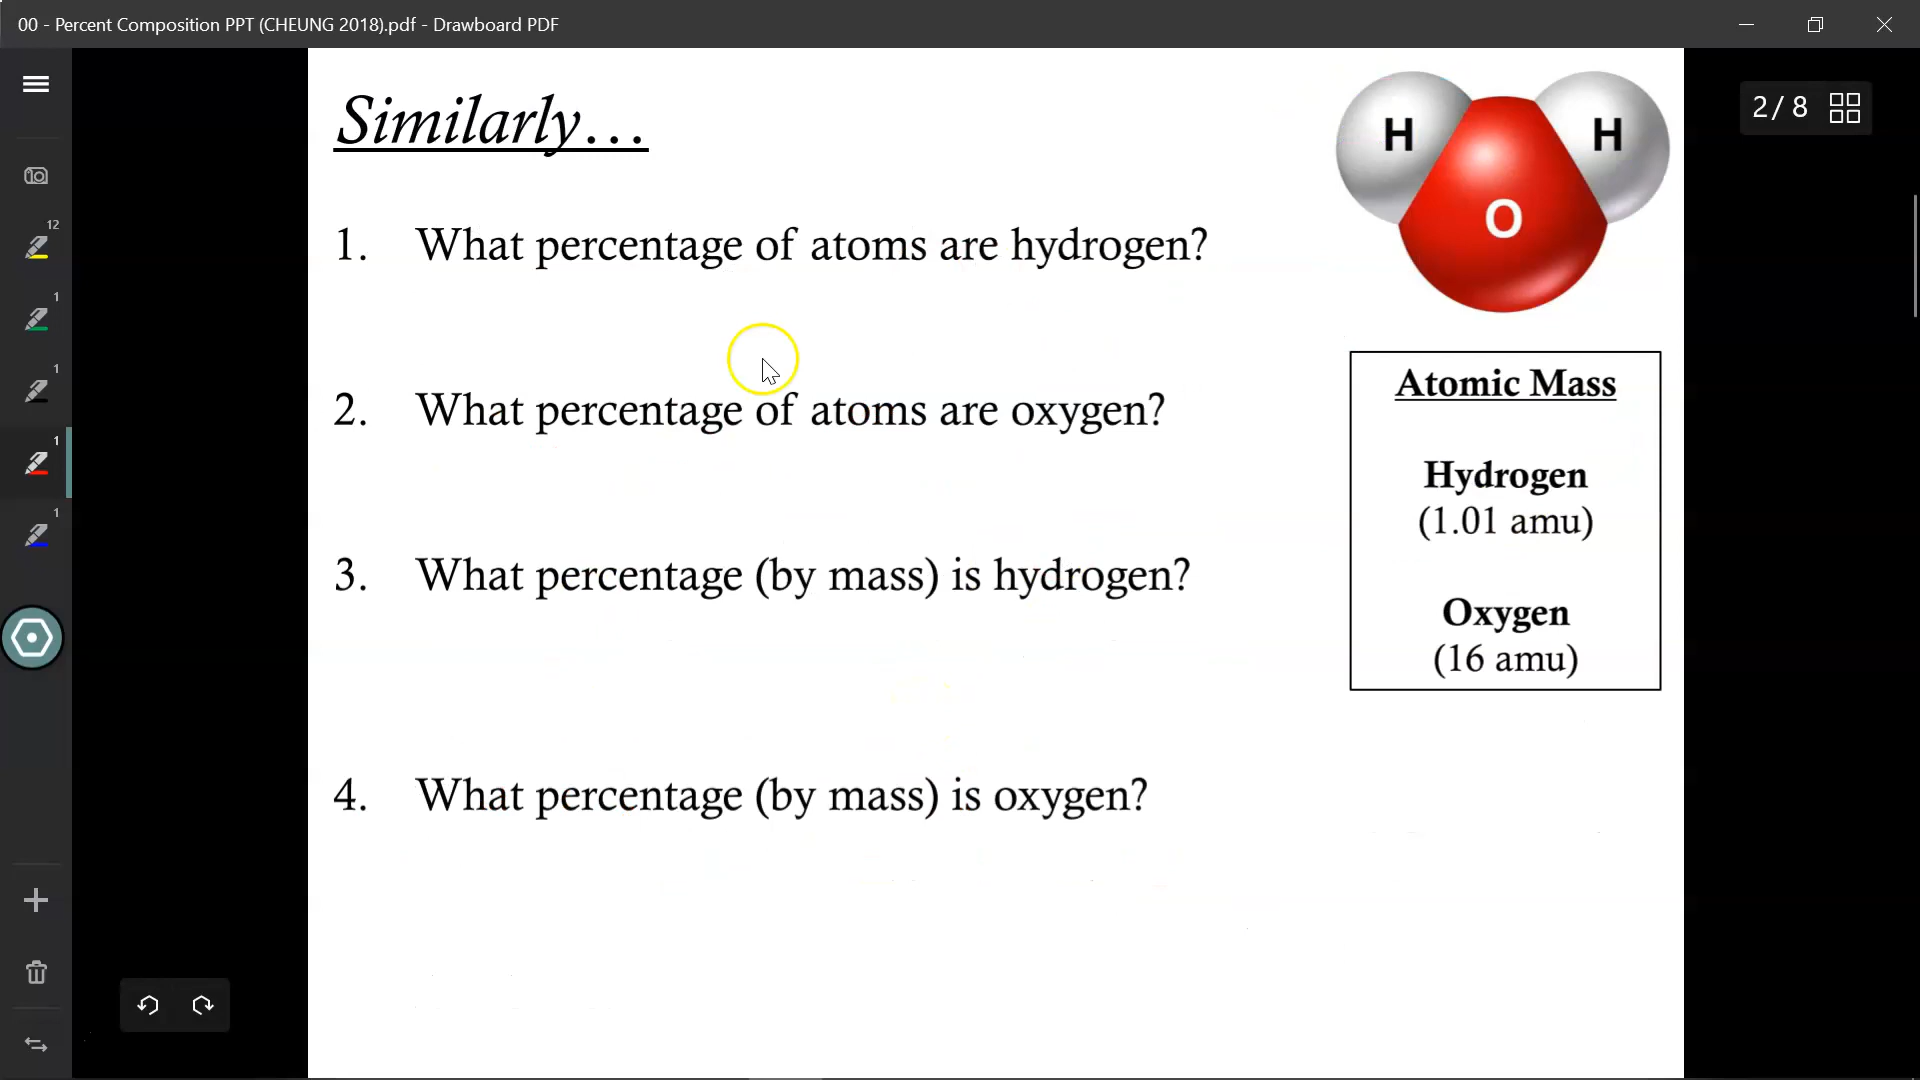 00 - Percent Composition PPT (CHEUNG 2018).pdf - Drawboard PDF
2 / 8
Similarly…
H H
O
12
1
1
1
1
1. What percentage of atoms are hydrogen?
2. What percentage of atoms are oxygen?
3. What percentage (by mass) is hydrogen?
4. What percentage (by mass) is oxygen?
Atomic Mass
Hydrogen
(1.01 amu)
Oxygen
(16 amu)